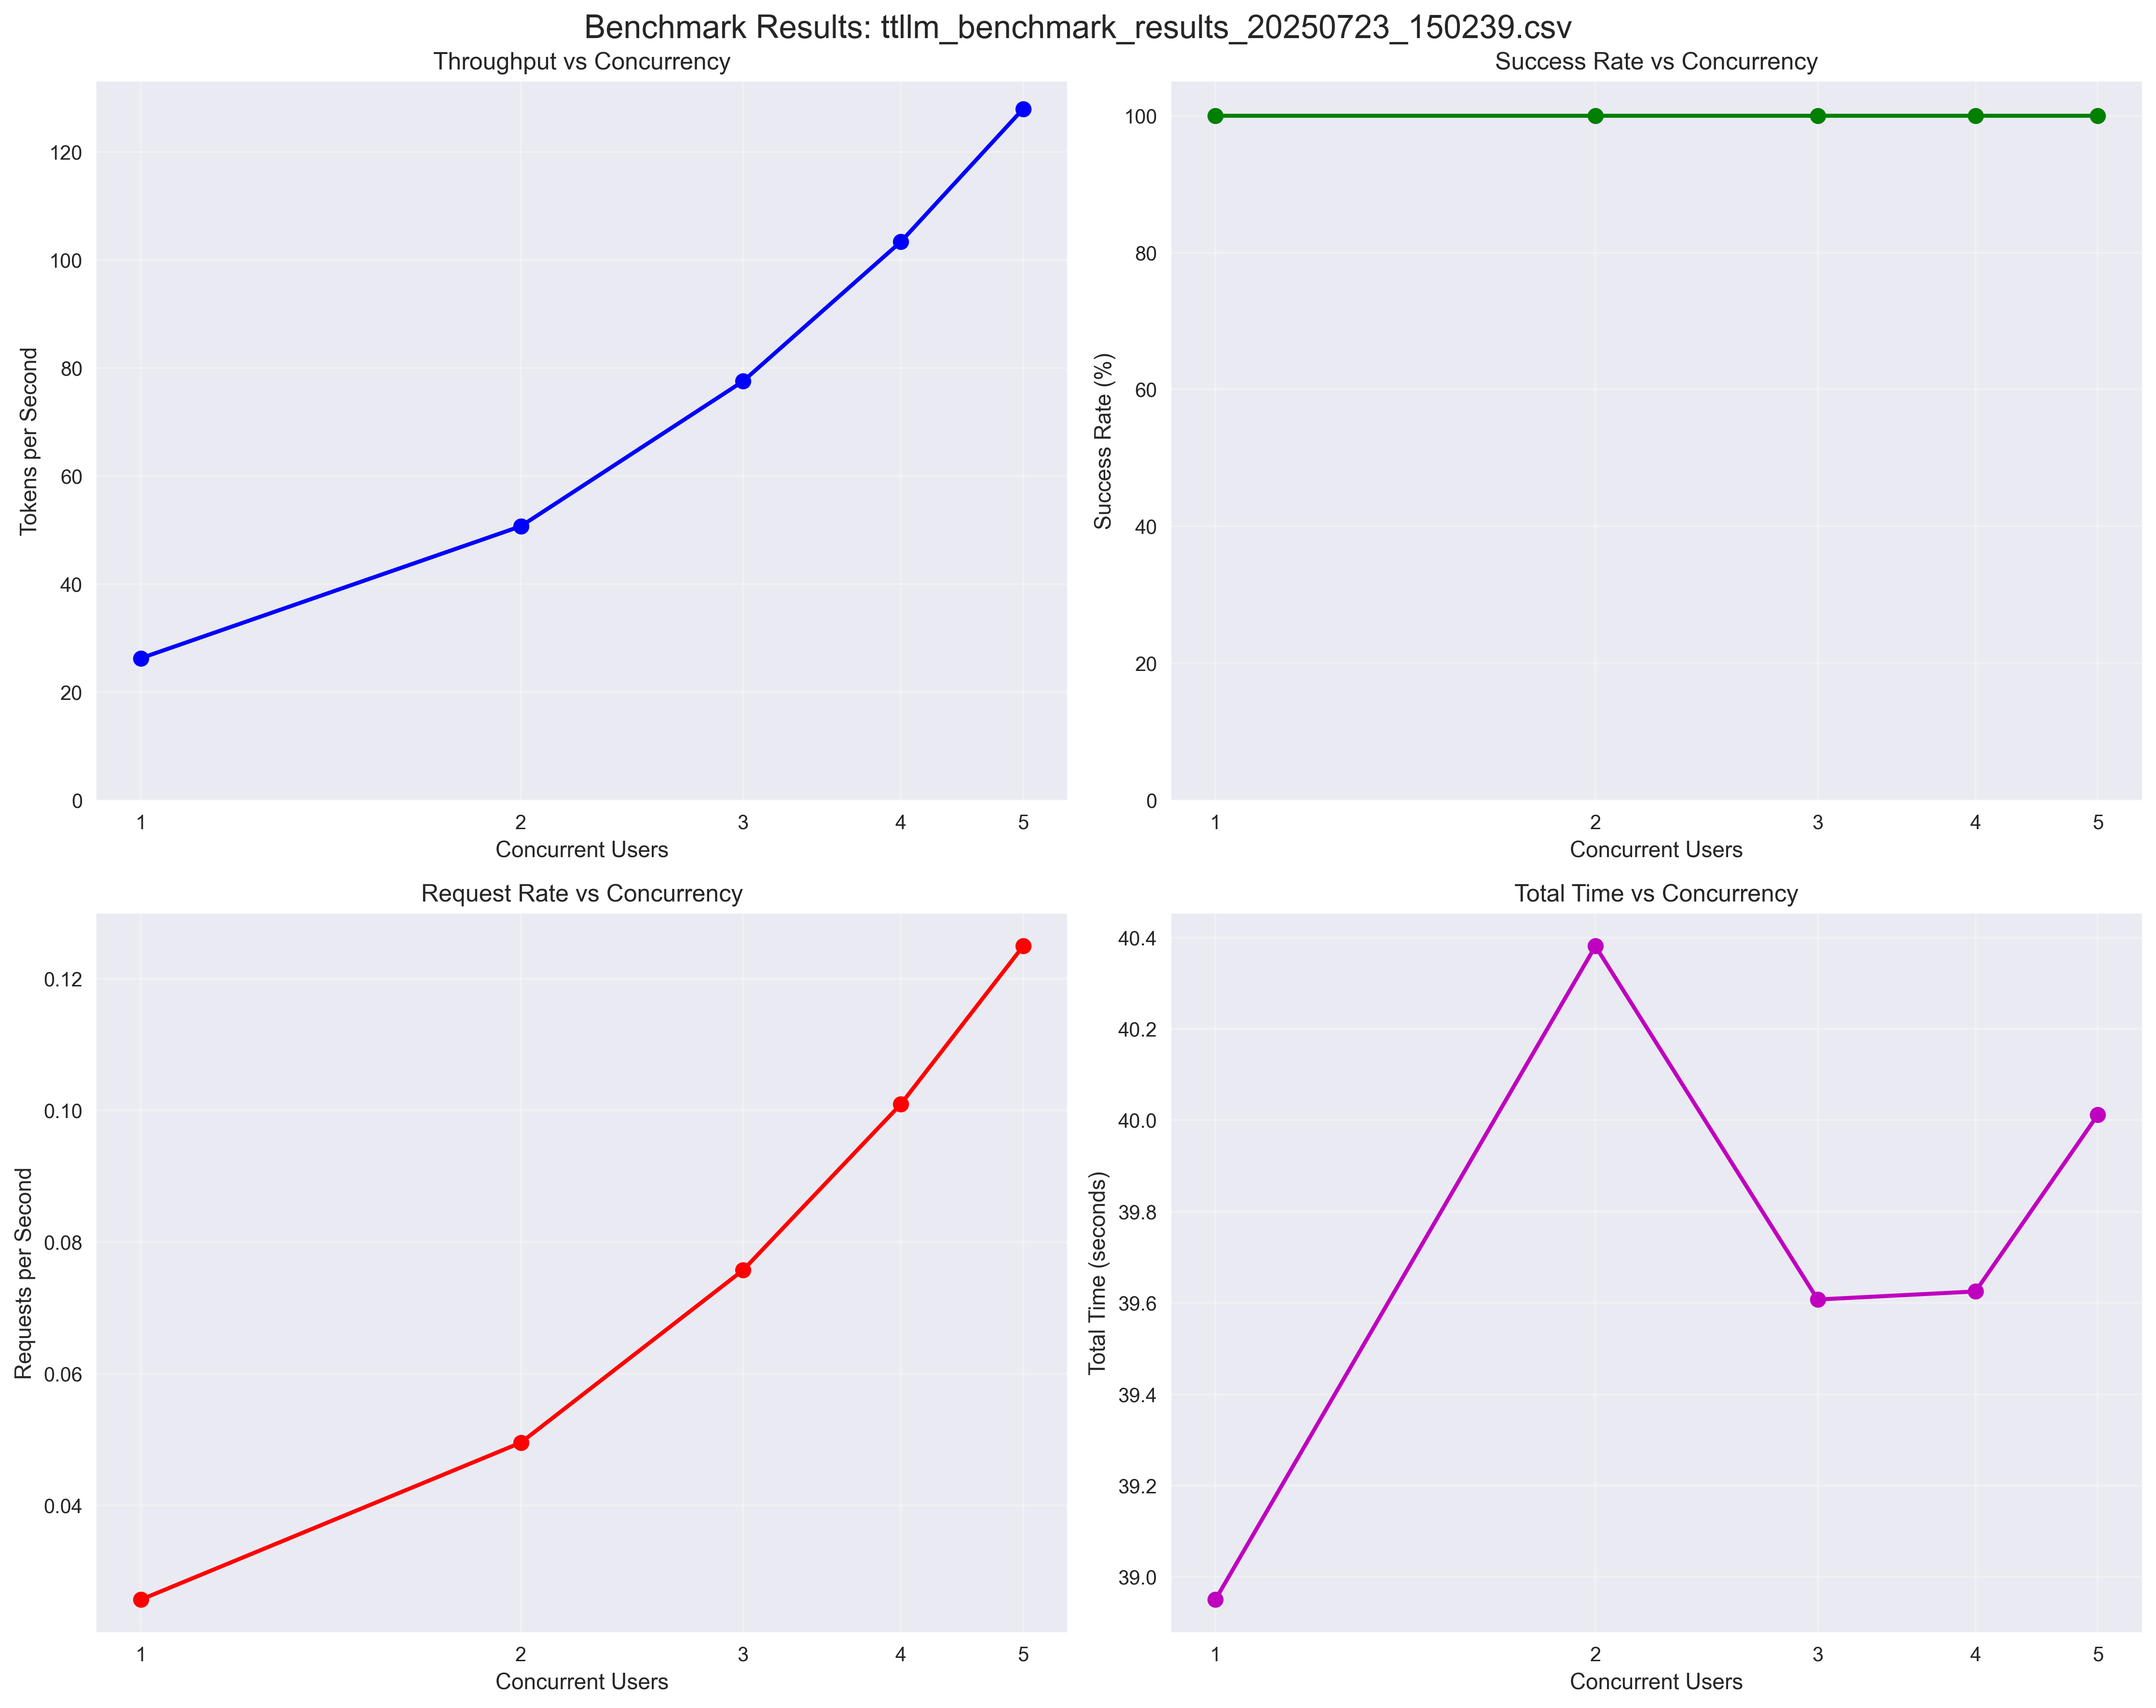 Benchmark Results: ttllm_benchmark_results_20250723_150239.csv
Throughput vs Concurrency
Tokens per Second
120
100
80
60
40
20
0
1 2 3 4 5
Concurrent Users
Success Rate vs Concurrency
Success Rate (%)
100
80
60
40
20
0
1 2 3 4 5
Concurrent Users
Request Rate vs Concurrency
Requests per Second
0.12
0.10
0.08
0.06
0.04
1 2 3 4 5
Concurrent Users
Total Time vs Concurrency
Total Time (seconds)
40.4
40.2
40.0
39.8
39.6
39.4
39.2
39.0
1 2 3 4 5
Concurrent Users